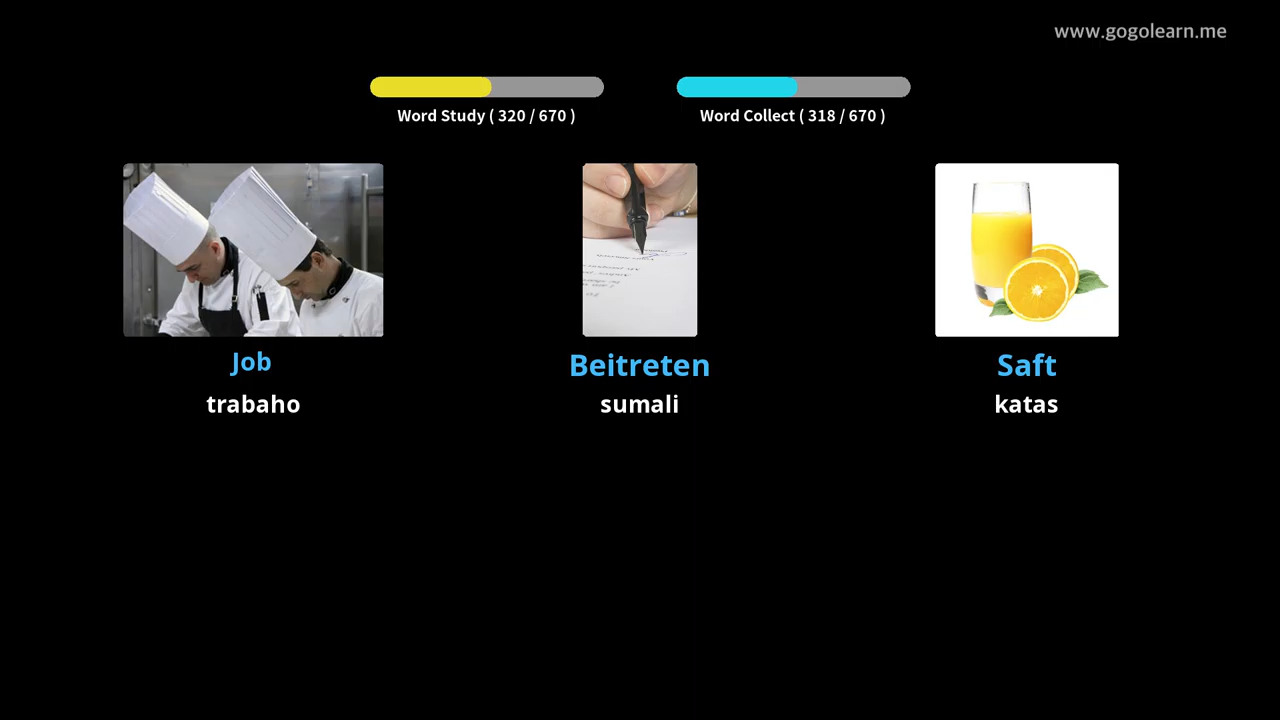 www.gogolearn.me
Word Study ( 320 / 670 )
Word Collect ( 318 / 670 )
Job
Beitreten
Saft
trabaho
sumali
katas